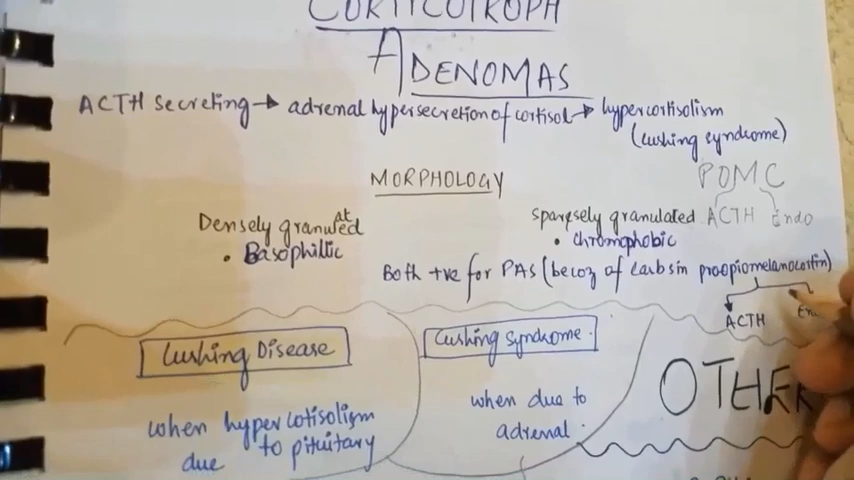 CORTICOTROPH
ADENOMAS
ACTH secreting → adrenal hypersecretion of cortisol → hypercortisolism
(cushing syndrome)
POMC
MORPHOLOGY
ACTH Endo
Densely granulated
• Basophillic
sparsely granulated
• chromophobic
Both +ve for PAS (becoz of carbs in proopiomelanocortin)
ACTH
Cushing Disease
when hypercotisolism
due to pituitary
Cushing syndrome.
when due to
adrenal.
OTHER